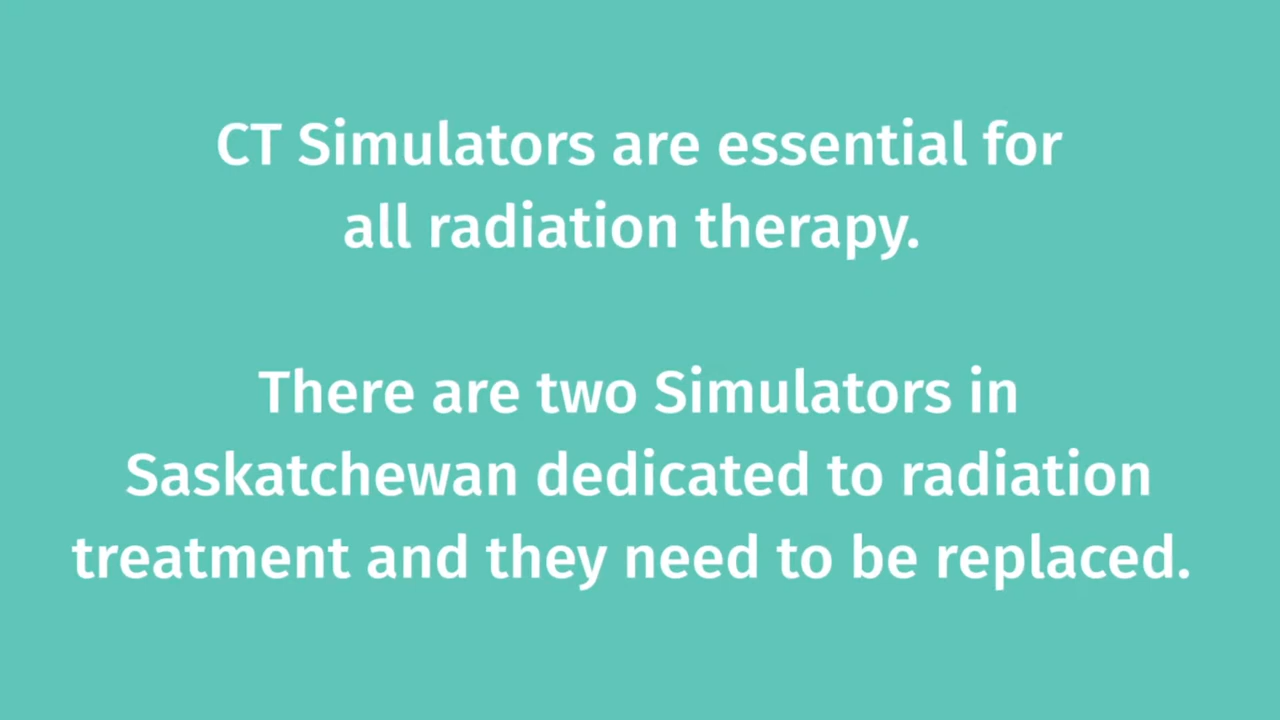 CT Simulators are essential for
all radiation therapy.
There are two Simulators in
Saskatchewan dedicated to radiation
treatment and they need to be replaced.